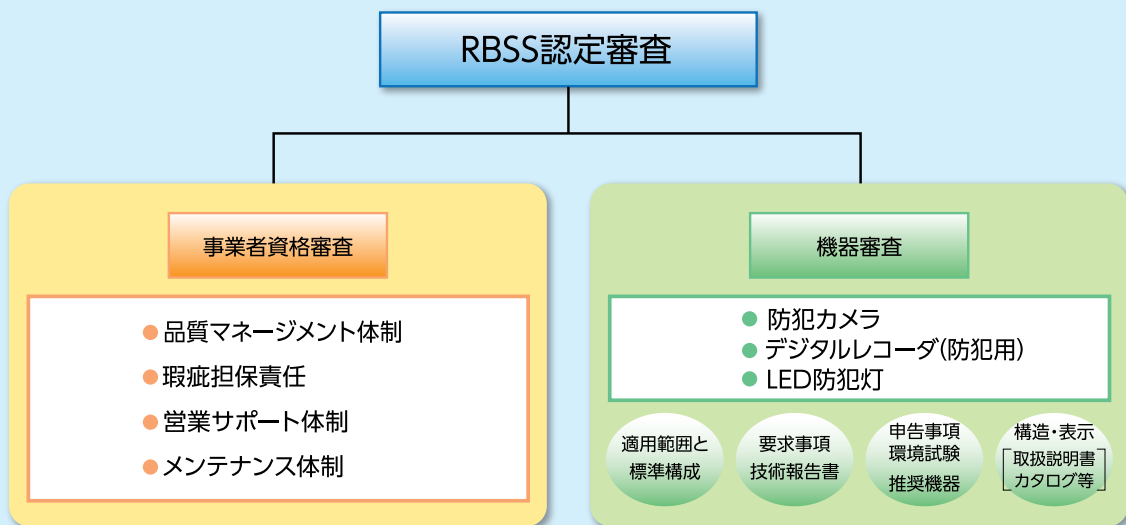 RBSS認定審査
事業者資格審査
●品質マネージメント体制
●瑕疵担保責任
●営業サポート体制
●メンテナンス体制
機器審査
● 防犯カメラ
● デジタルレコーダ(防犯用)
● LED防犯灯
適用範囲と
標準構成
要求事項
技術報告書
申告事項
環境試験
推奨機器
構造・表示
[取扱説明書
カタログ等]